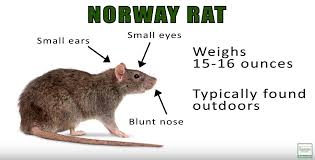 NORWAY RAT
Small ears
Small eyes
Weighs
15-16 ounces
Typically found
outdoors
Blunt nose